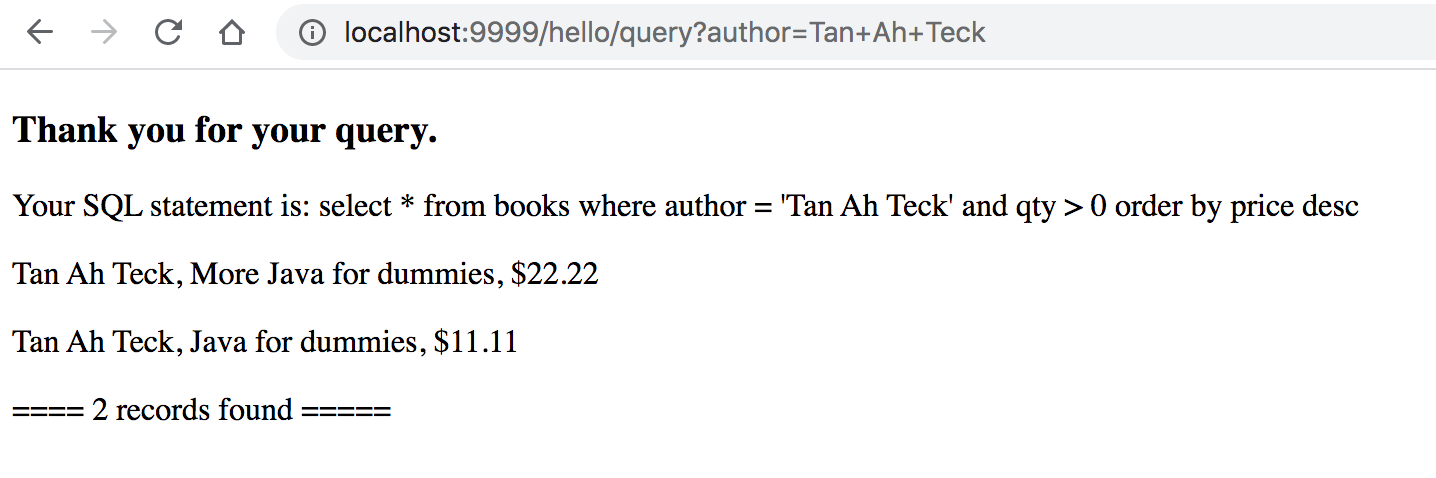 localhost:9999/hello/query?author=Tan+Ah+Teck
Thank you for your query.
Your SQL statement is: select * from books where author = 'Tan Ah Teck' and qty > 0 order by price desc
Tan Ah Teck, More Java for dummies, $22.22
Tan Ah Teck, Java for dummies, $11.11
==== 2 records found =====